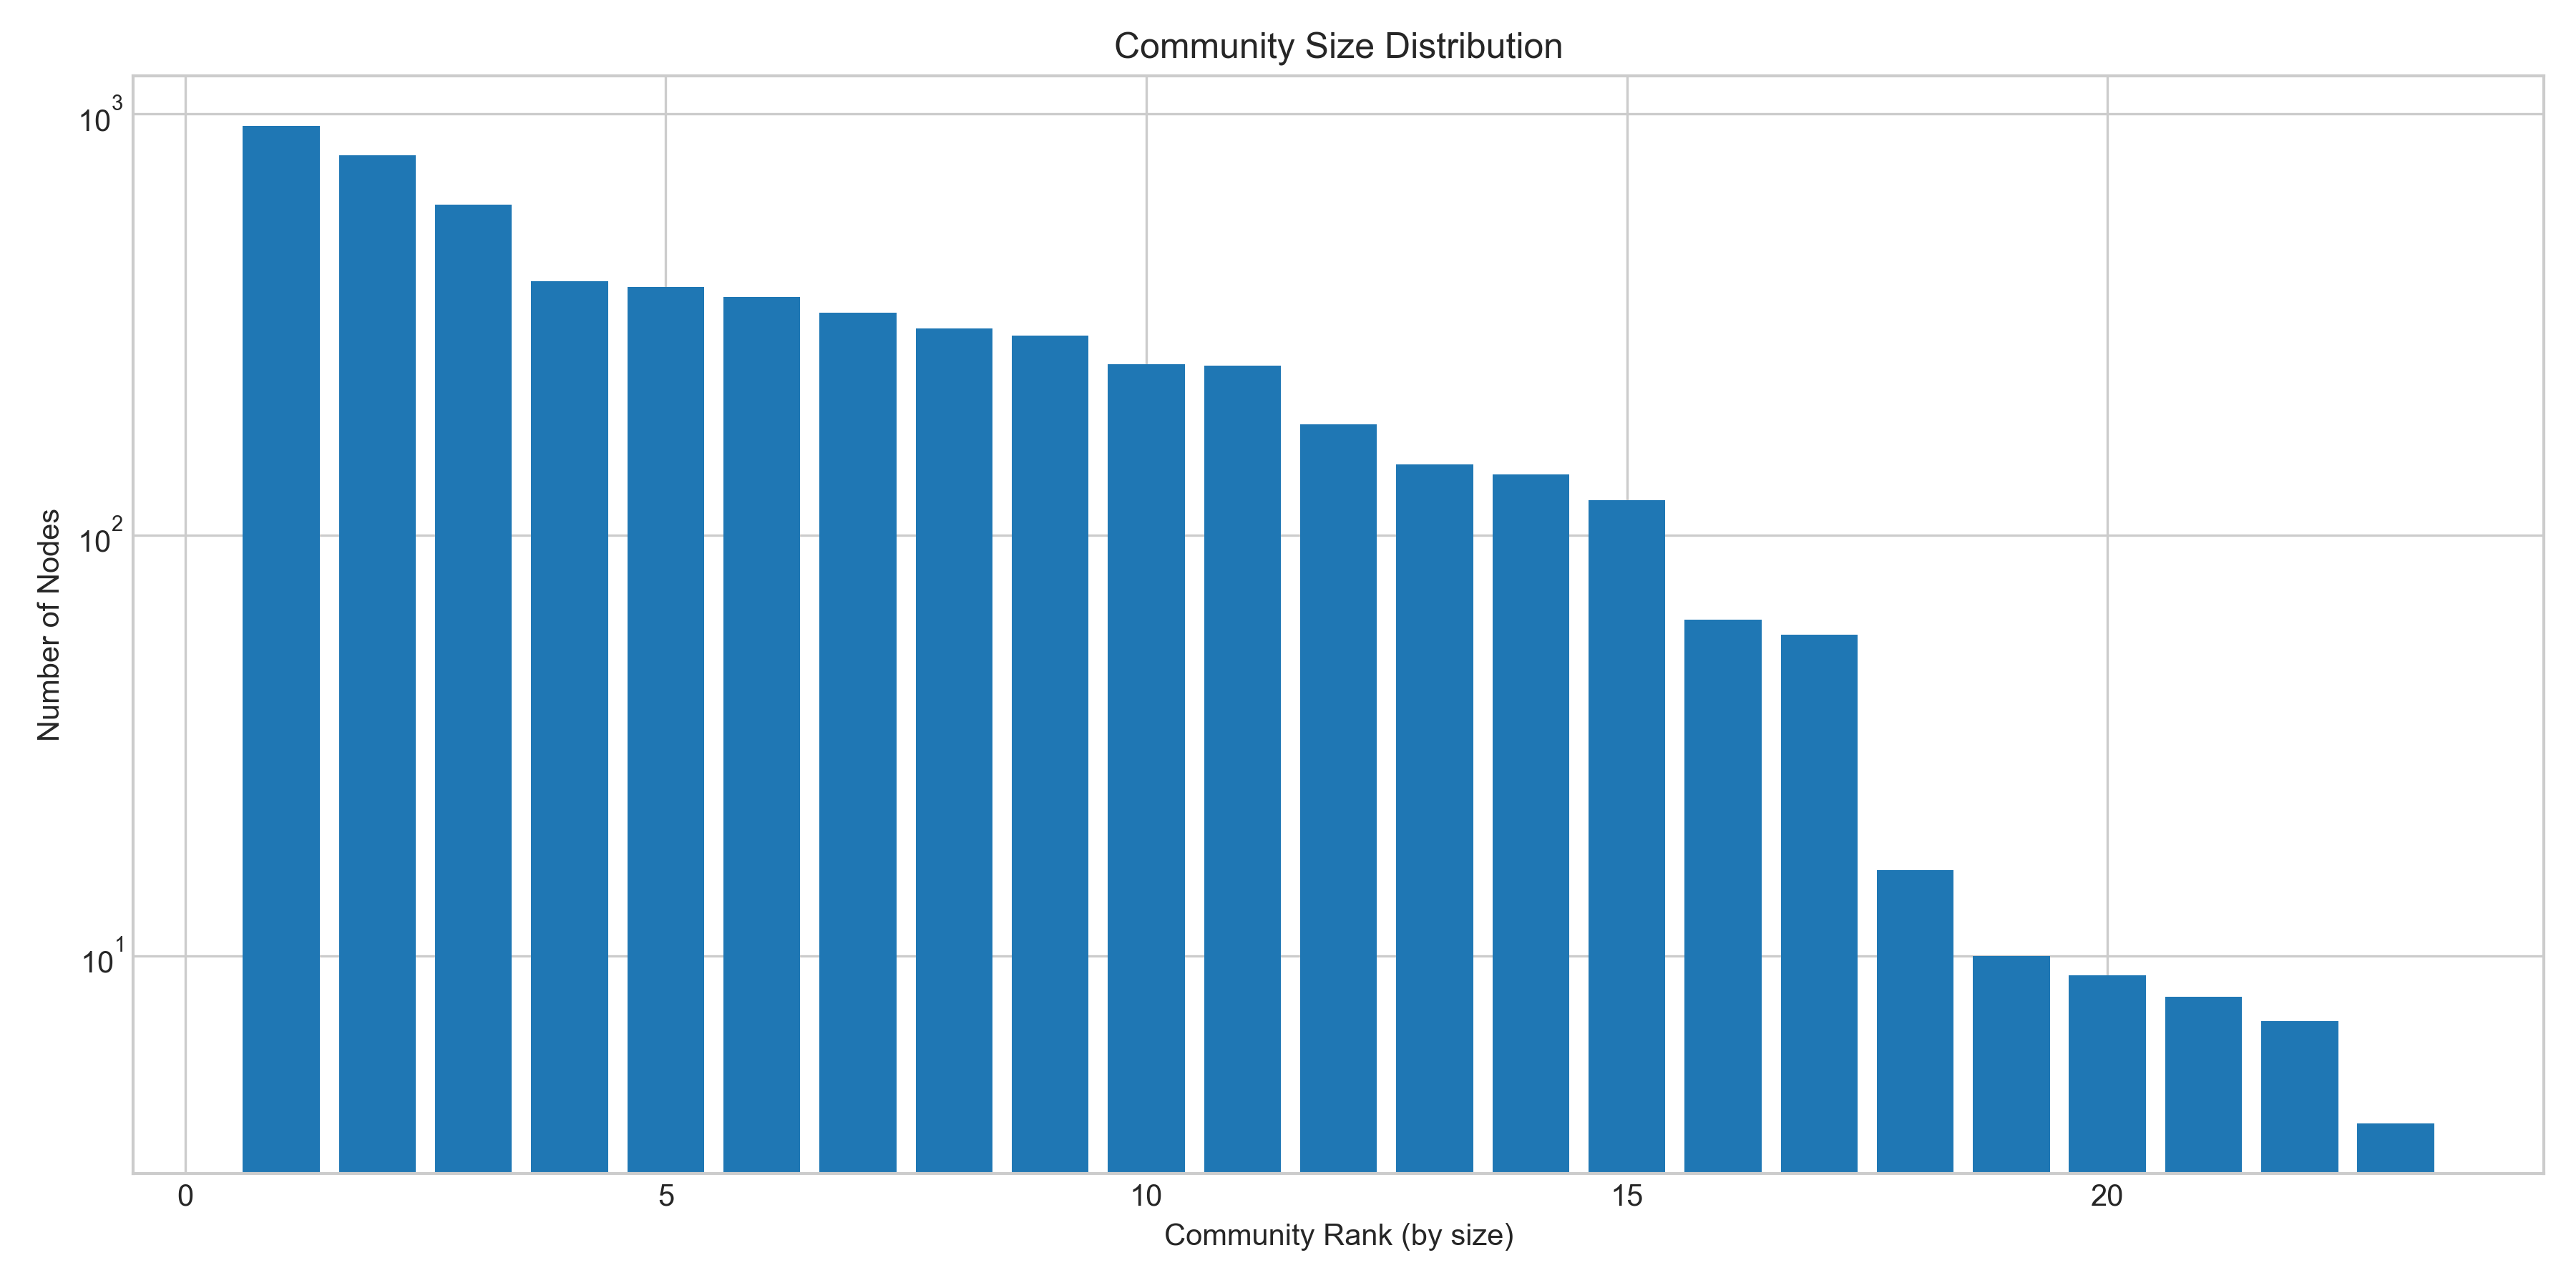 Community Size Distribution
10³
10²
10¹
Number of Nodes
0 5 10 15 20
Community Rank (by size)